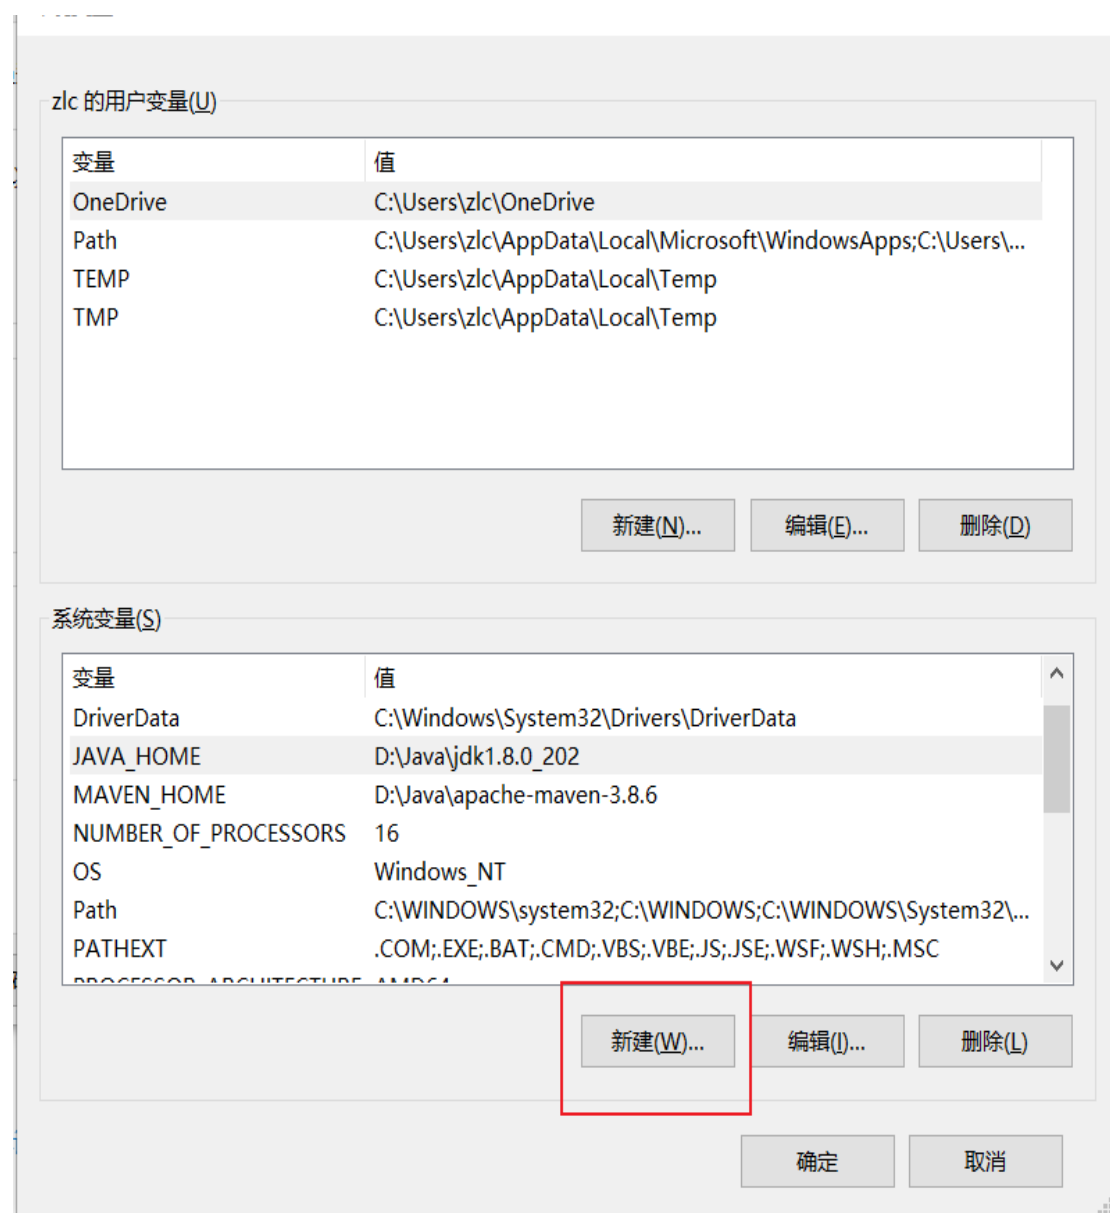 zlc 的用户变量(U)
变量 值
OneDrive C:\Users\zlc\OneDrive
Path C:\Users\zlc\AppData\Local\Microsoft\WindowsApps;C:\Users\...
TEMP C:\Users\zlc\AppData\Local\Temp
TMP C:\Users\zlc\AppData\Local\Temp
新建(N)... 编辑(E)... 删除(D)
系统变量(S)
变量 值
DriverData C:\Windows\System32\Drivers\DriverData
JAVA_HOME D:\Java\jdk1.8.0_202
MAVEN_HOME D:\Java\apache-maven-3.8.6
NUMBER_OF_PROCESSORS 16
OS Windows_NT
Path C:\WINDOWS\system32;C:\WINDOWS;C:\WINDOWS\System32\...
PATHEXT .COM;.EXE;.BAT;.CMD;.VBS;.VBE;.JS;.JSE;.WSF;.WSH;.MSC
PROCESSOR_ARCHITECTURE AMD64
新建(W)... 编辑(I)... 删除(L)
确定 取消